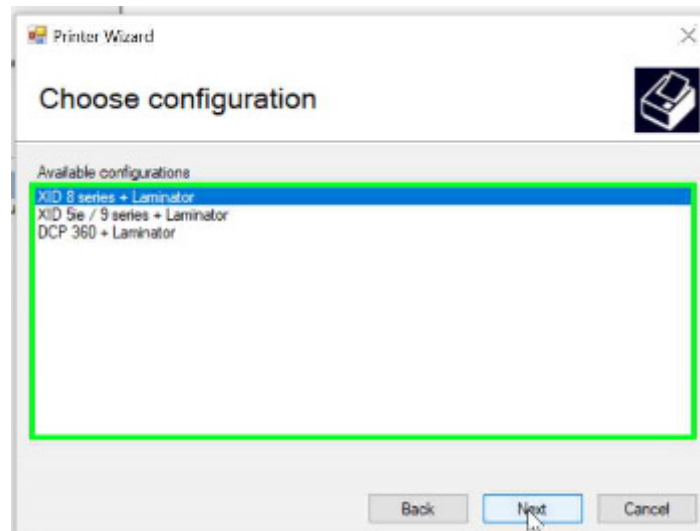 Printer Wizard
Choose configuration
Available configurations
XID 8 series + Laminator
XID 5ie / 9 series + Laminator
DCP 360 + Laminator
Back
Next
Cancel